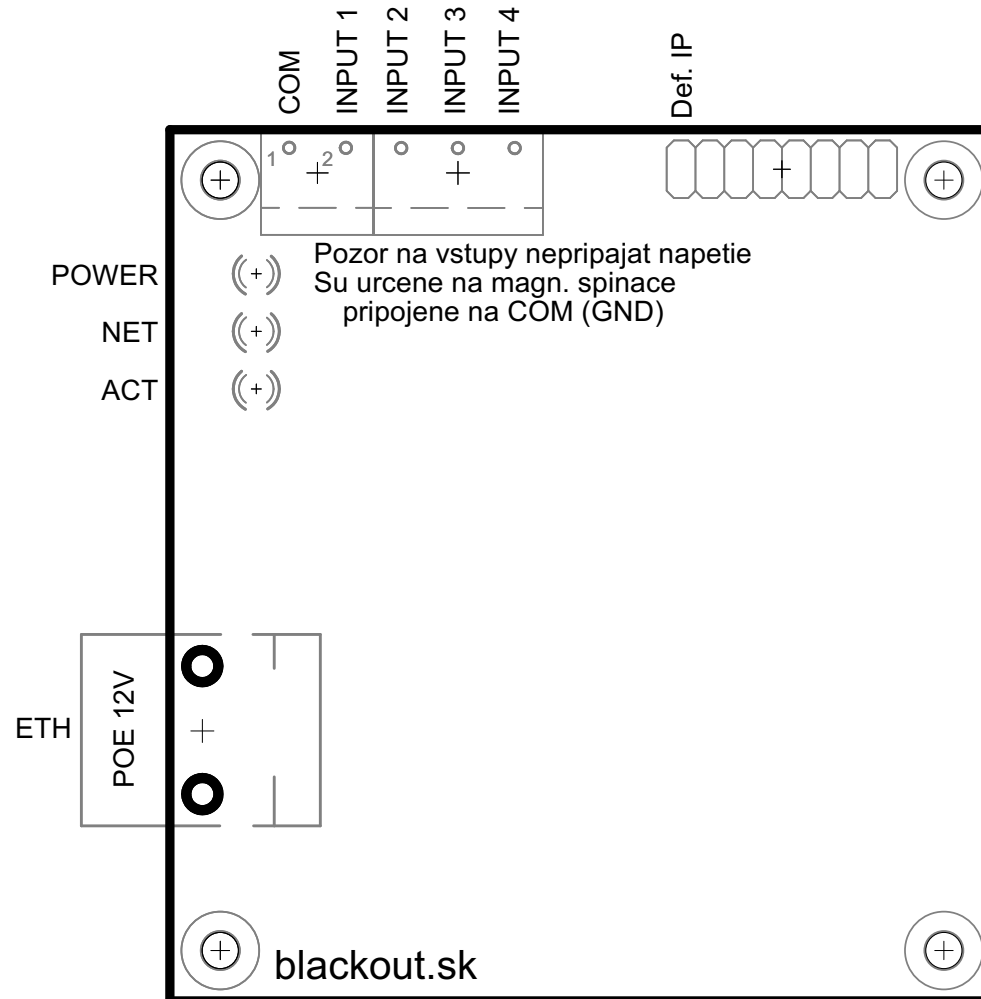 COM
INPUT 1
INPUT 2
INPUT 3
INPUT 4
Def. IP
1
2
POWER
Pozor na vstupy nepripajat napetie
Su urcene na magn. spinace
pripojene na COM (GND)
NET
ACT
ETH
POE 12V
blackout.sk